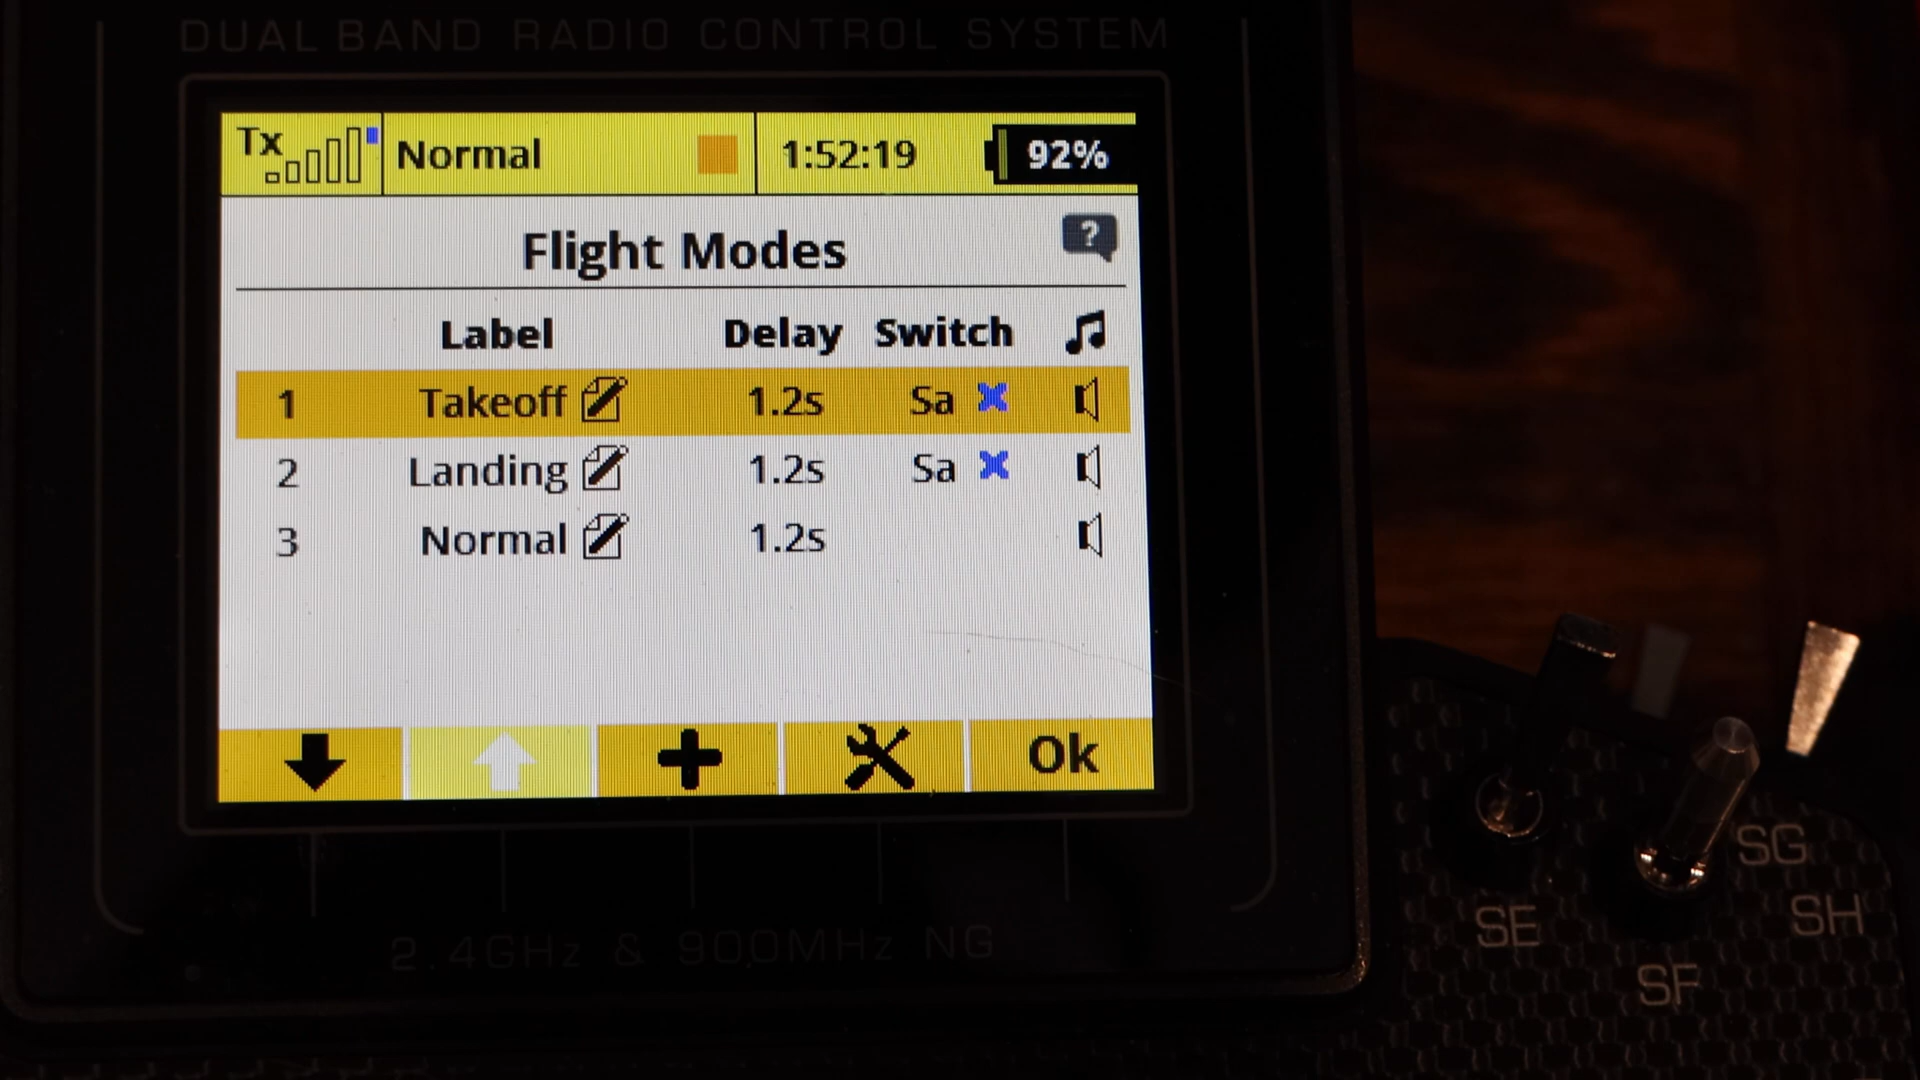 DUAL BAND RADIO CONTROL SYSTEM
Tx Normal 1:52:19 92%
Flight Modes ?
Label Delay Switch
1 Takeoff 1.2s Sa
2 Landing 1.2s Sa
3 Normal 1.2s
Ok
2.4GHz & 900MHz NG
SG
SE SH
SF